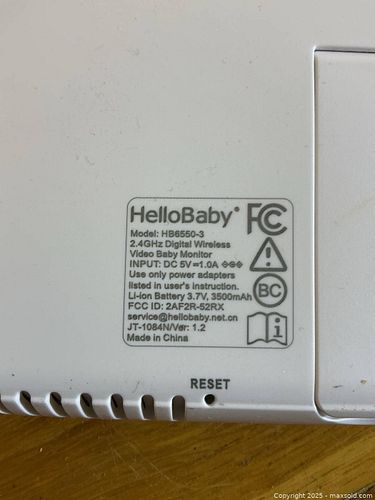 HelloBaby
FC
Model: HB6550-3
2.4GHz Digital Wireless
Video Baby Monitor
INPUT: DC 5V⎓1.0A
Use only power adapters
listed in user's instruction.
Li-ion Battery 3.7V, 3500mAh
FCC ID: 2AF2R-52RX
service@hellobaby.net.cn
JT-1084N/Ver: 1.2
Made in China
BC
RESET
Copyright 2025 - maxsold.com